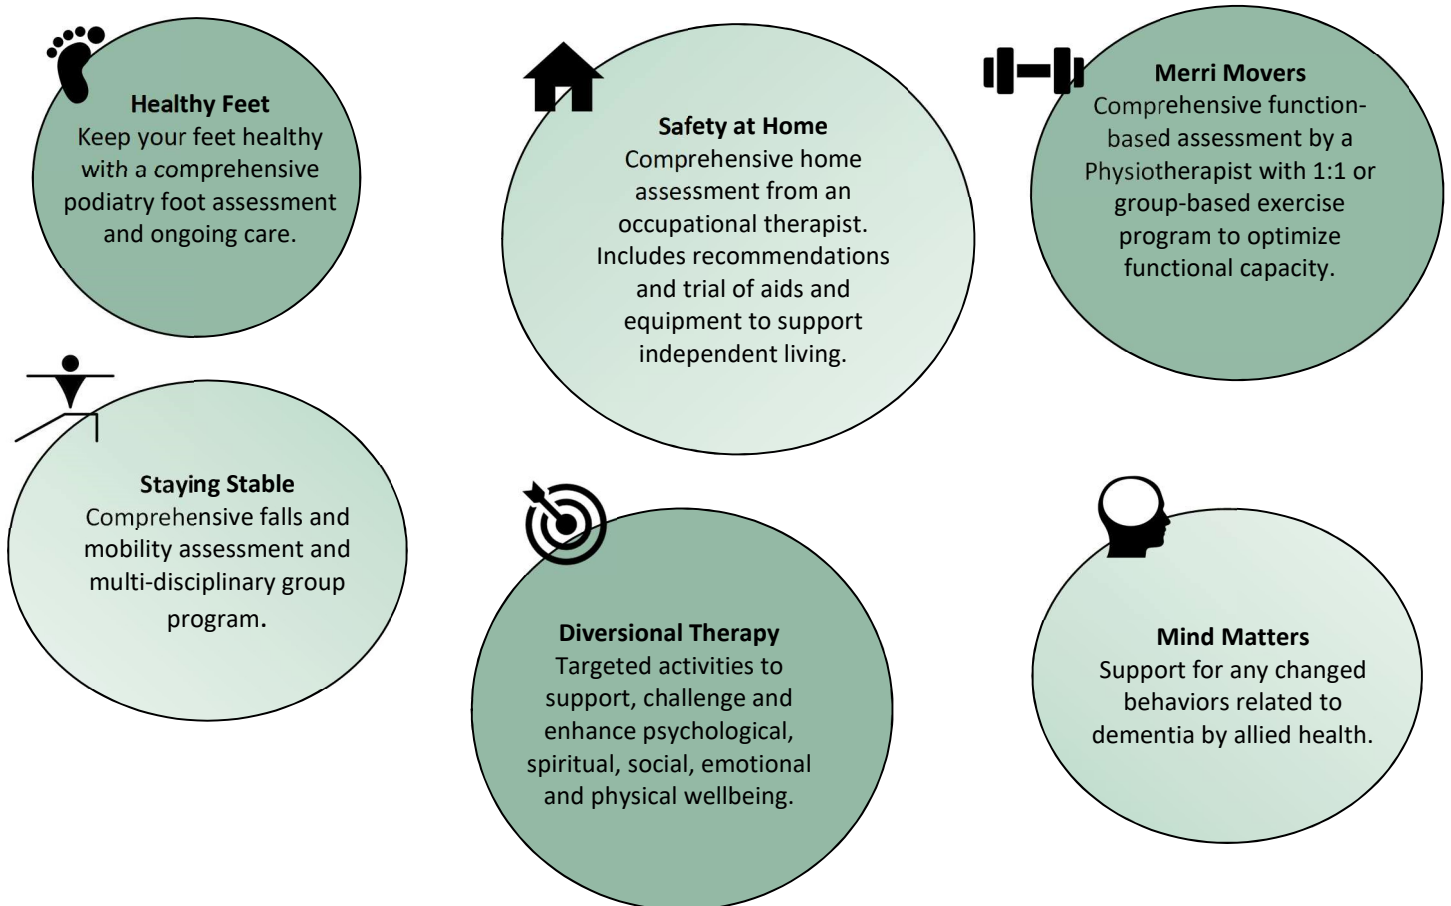 Healthy Feet
Keep your feet healthy
with a comprehensive
podiatry foot assessment
and ongoing care.
Safety at Home
Comprehensive home
assessment from an
occupational therapist.
Includes recommendations
and trial of aids and
equipment to support
independent living.
Merri Movers
Comprehensive function-
based assessment by a
Physiotherapist with 1:1 or
group-based exercise
program to optimize
functional capacity.
Staying Stable
Comprehensive falls and
mobility assessment and
multi-disciplinary group
program.
Diversional Therapy
Targeted activities to
support, challenge and
enhance psychological,
spiritual, social, emotional
and physical wellbeing.
Mind Matters
Support for any changed
behaviors related to
dementia by allied health.